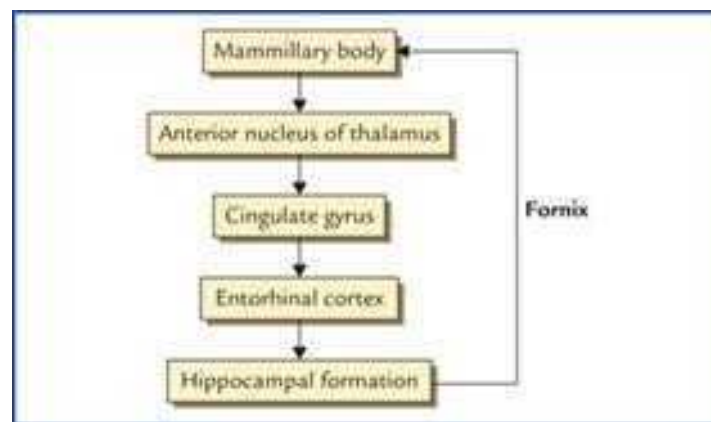 Mammillary body
Anterior nucleus of thalamus
Cingulate gyrus
Fornix
Entorhinal cortex
Hippocampal formation